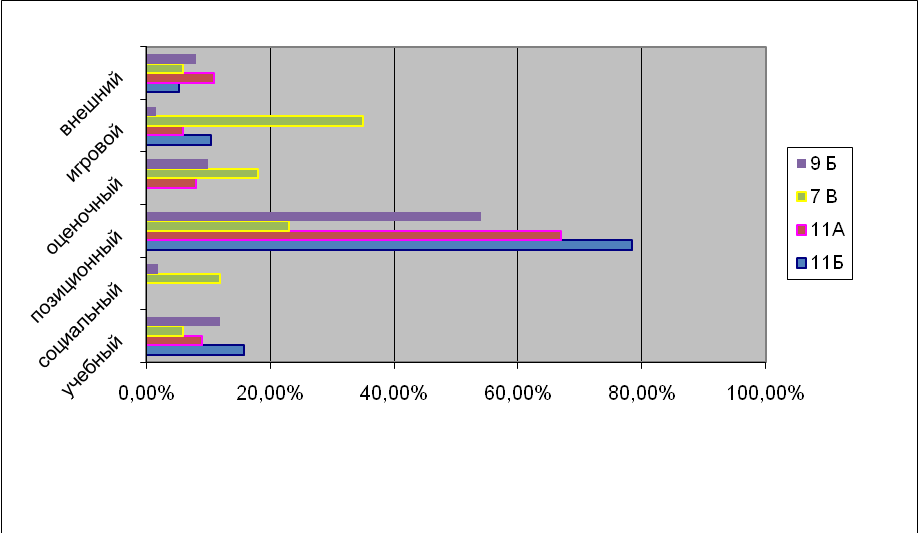 внешний
игровой
оценочный
позиционный
социальный
учебный
0,00% 20,00% 40,00% 60,00% 80,00% 100,00%
9 Б
7 В
11А
11Б